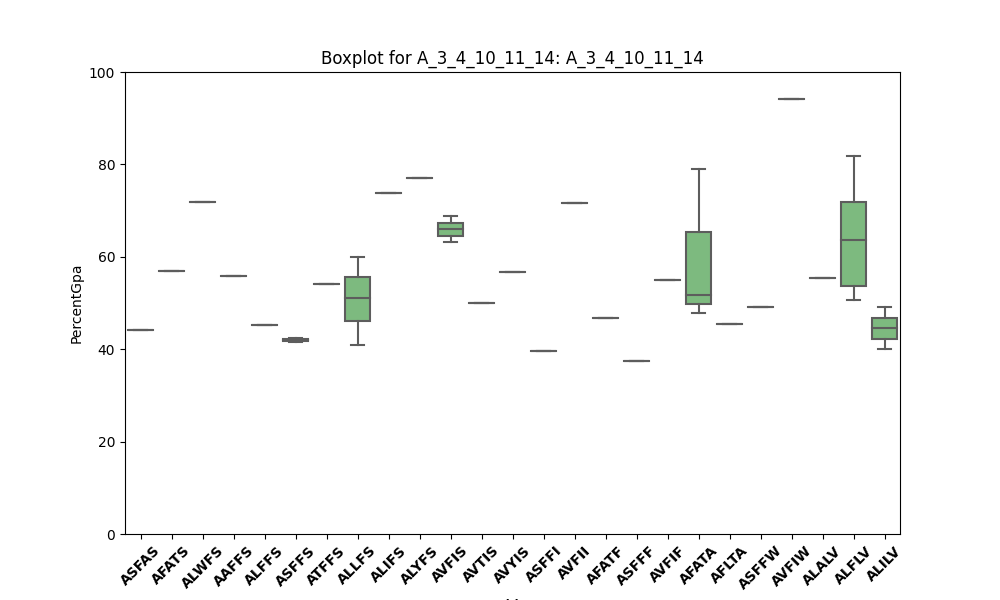 Boxplot for A_3_4_10_11_14: A_3_4_10_11_14
PercentGpa
100
80
60
40
20
0
ASFAS
AFATS
ALWFS
AAFFS
ALFFS
ASFFS
ATFFS
ALLFS
ALIFS
ALYFS
AVFIS
AVTIS
AVYIS
ASFFI
AVFII
AFATF
ASFFF
AVFIF
AFATA
AFLTA
ASFFW
AVFIW
ALALV
ALFLV
ALILV